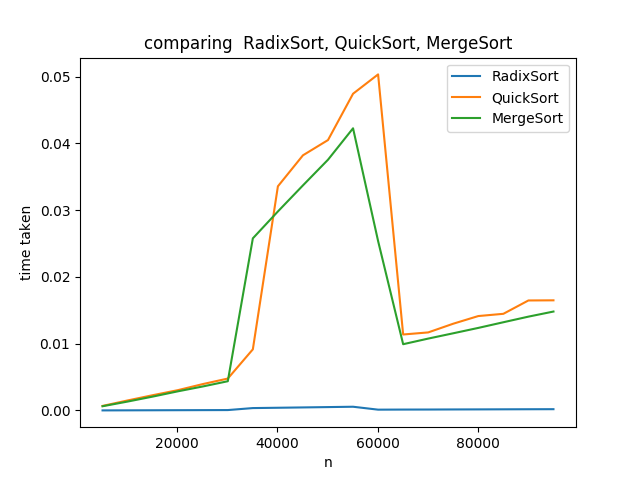 comparing  RadixSort, QuickSort, MergeSort
RadixSort
QuickSort
MergeSort
time taken
0.05
0.04
0.03
0.02
0.01
0.00
20000
40000
60000
80000
n